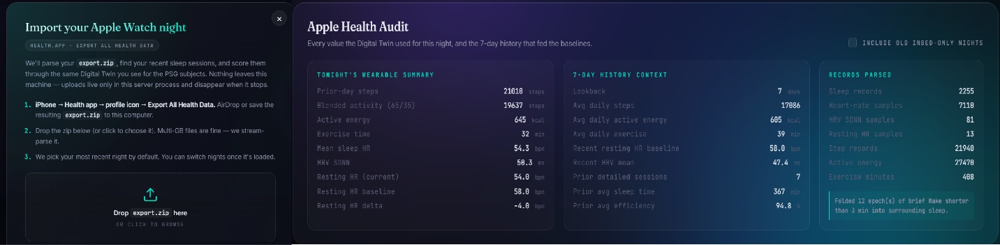 ×
Import your Apple Watch night
HEALTH.APP - EXPORT ALL HEALTH DATA
We'll parse your export.zip, find your recent sleep sessions, and score them
through the same Digital Twin you see for the PSG subjects. Nothing leaves this
machine — uploads live only in this server process and disappear when it stops.
1. iPhone → Health app → profile icon → Export All Health Data. AirDrop or save the
resulting export.zip to this computer.
2. Drop the zip below (or click to choose it). Multi-GB files are fine — we stream-
parse it.
3. We pick your most recent night by default. You can switch nights once it's loaded.
Drop export.zip here
OR CLICK TO BROWSE
Apple Health Audit
Every value the Digital Twin used for this night, and the 7-day history that fed the baselines.
INCLUDE OLD INBED-ONLY NIGHTS
TONIGHT'S WEARABLE SUMMARY
Prior-day steps 21010 steps
Blended activity (65/35) 19637 steps
Active energy 645 kcal
Exercise time 32 min
Mean sleep HR 54.3 bpm
HRV SDNN 50.3 ms
Resting HR (current) 54.0 bpm
Resting HR baseline 58.0 bpm
Resting HR delta -4.0 bpm
7-DAY HISTORY CONTEXT
Lookback 7 days
Avg daily steps 17086
Avg daily active energy 605 kcal
Avg daily exercise 39 min
Recent resting HR baseline 58.0 bpm
Recent HRV mean 47.4 ms
Prior detailed sessions 7
Prior avg sleep time 367 min
Prior avg efficiency 94.8 %
RECORDS PARSED
Sleep records 2255
Heart-rate samples 7110
HRV SDNN samples 81
Resting HR samples 13
Step records 21940
Active energy 27470
Exercise minutes 408
Folded 12 epoch(s) of brief Wake shorter
than 3 min into surrounding sleep.